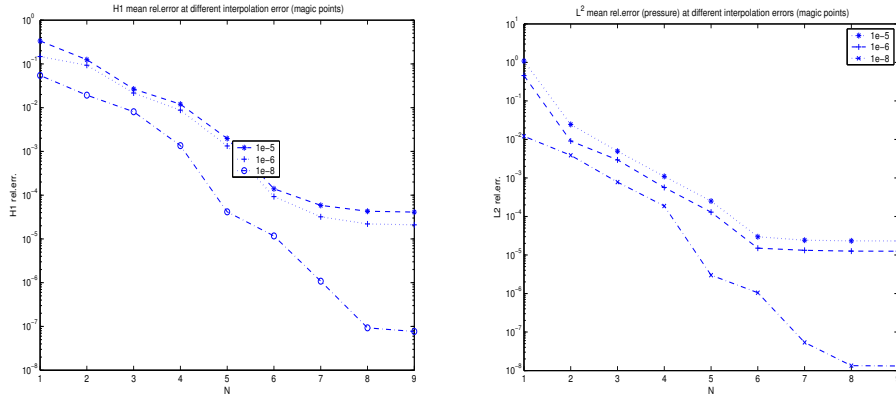 H1 mean rel.error at different interpolation error (magic points)
10^0
10^-1
10^-2
10^-3
10^-4
10^-5
10^-6
10^-7
10^-8
H1 rel.err.
1e−5
1e−6
1e−8
1 2 3 4 5 6 7 8 9
N
L^2 mean rel.error (pressure) at different interpolation errors (magic points)
10^1
10^0
10^-1
10^-2
10^-3
10^-4
10^-5
10^-6
10^-7
10^-8
L2 rel.err.
1e−5
1e−6
1e−8
1 2 3 4 5 6 7 8
N